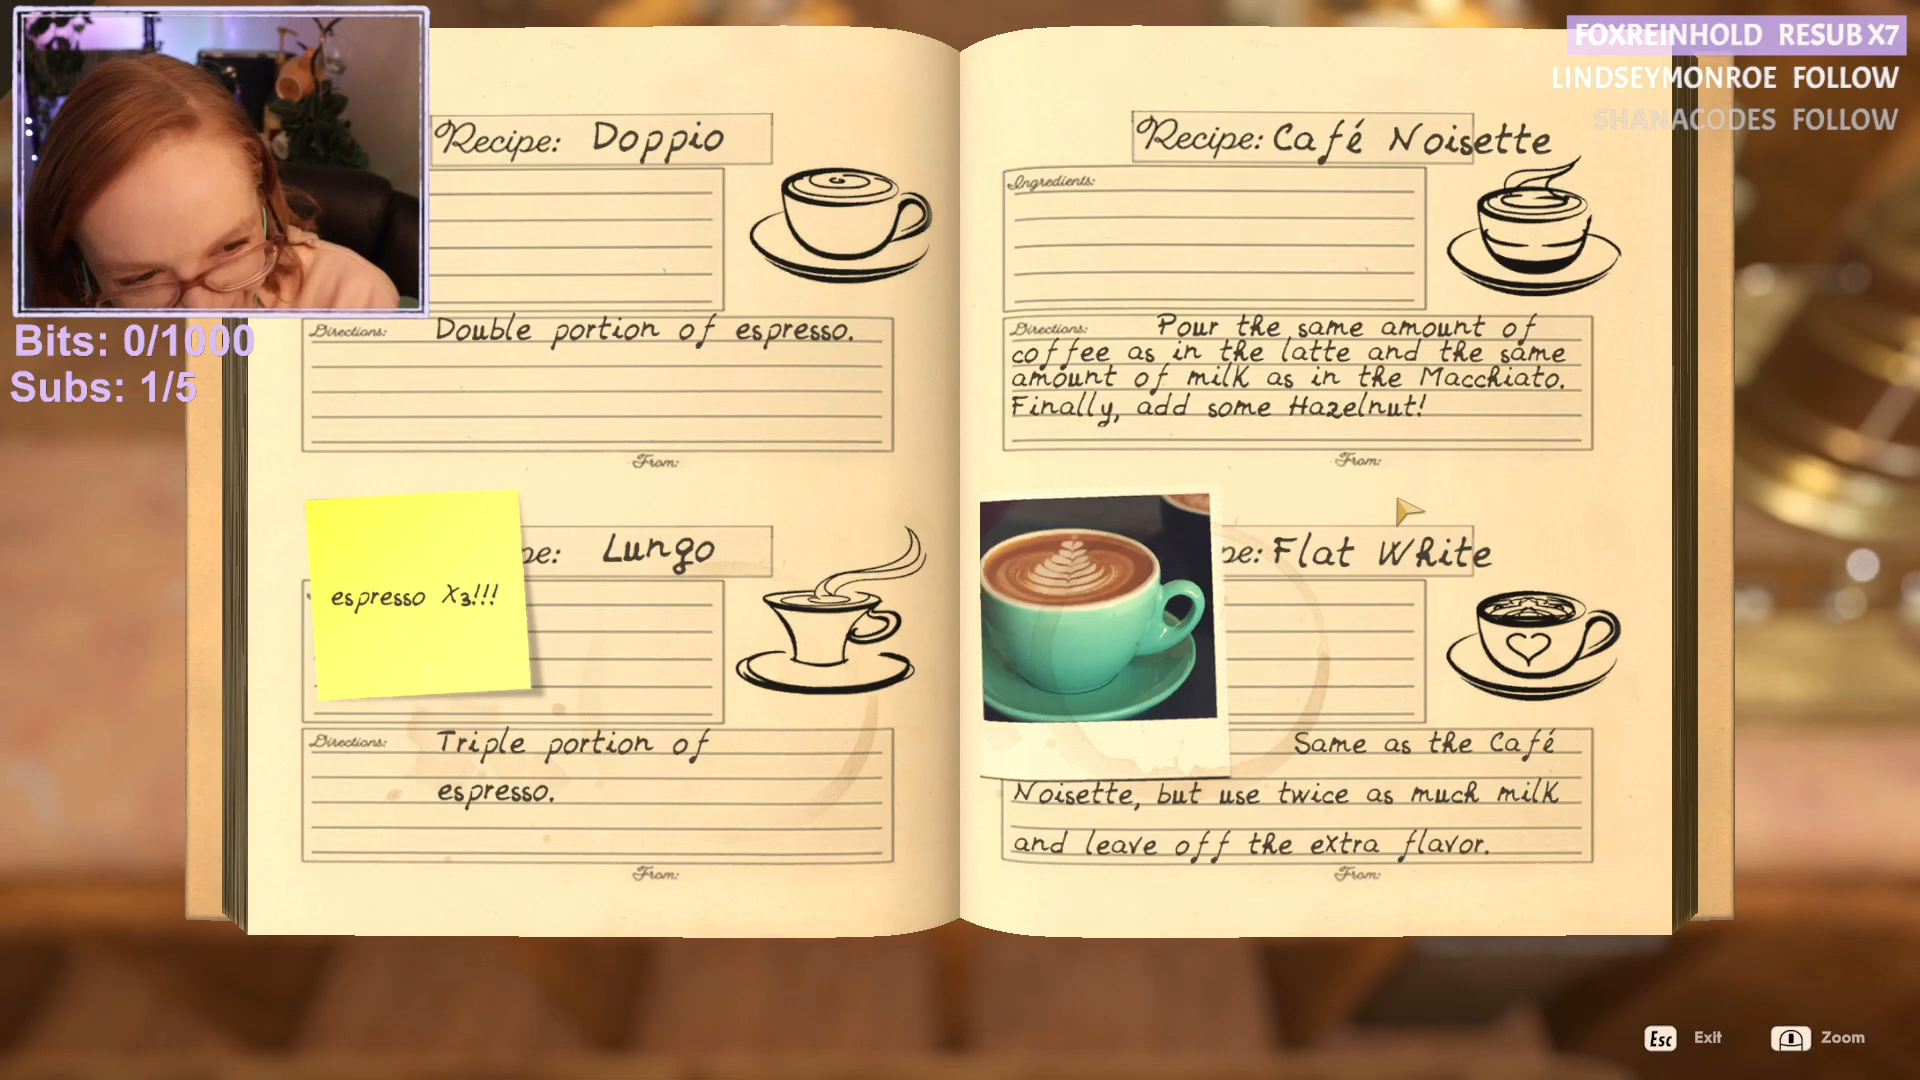 FOXREINHOLD RESUB X7
LINDSEYMONROE FOLLOW
SHANACODES FOLLOW
Bits: 0/1000
Subs: 1/5
Recipe: Doppio
Directions: Double portion of espresso.
From:
espresso X3!!!
pe: Lungo
Directions: Triple portion of
espresso.
From:
Recipe: Café Noisette
Ingredients:
Directions: Pour the same amount of
coffee as in the latte and the same
amount of milk as in the Macchiato.
Finally, add some Hazelnut!
From:
pe: Flat White
Same as the Café
Noisette, but use twice as much milk
and leave off the extra flavor.
From:
Esc Exit
Zoom